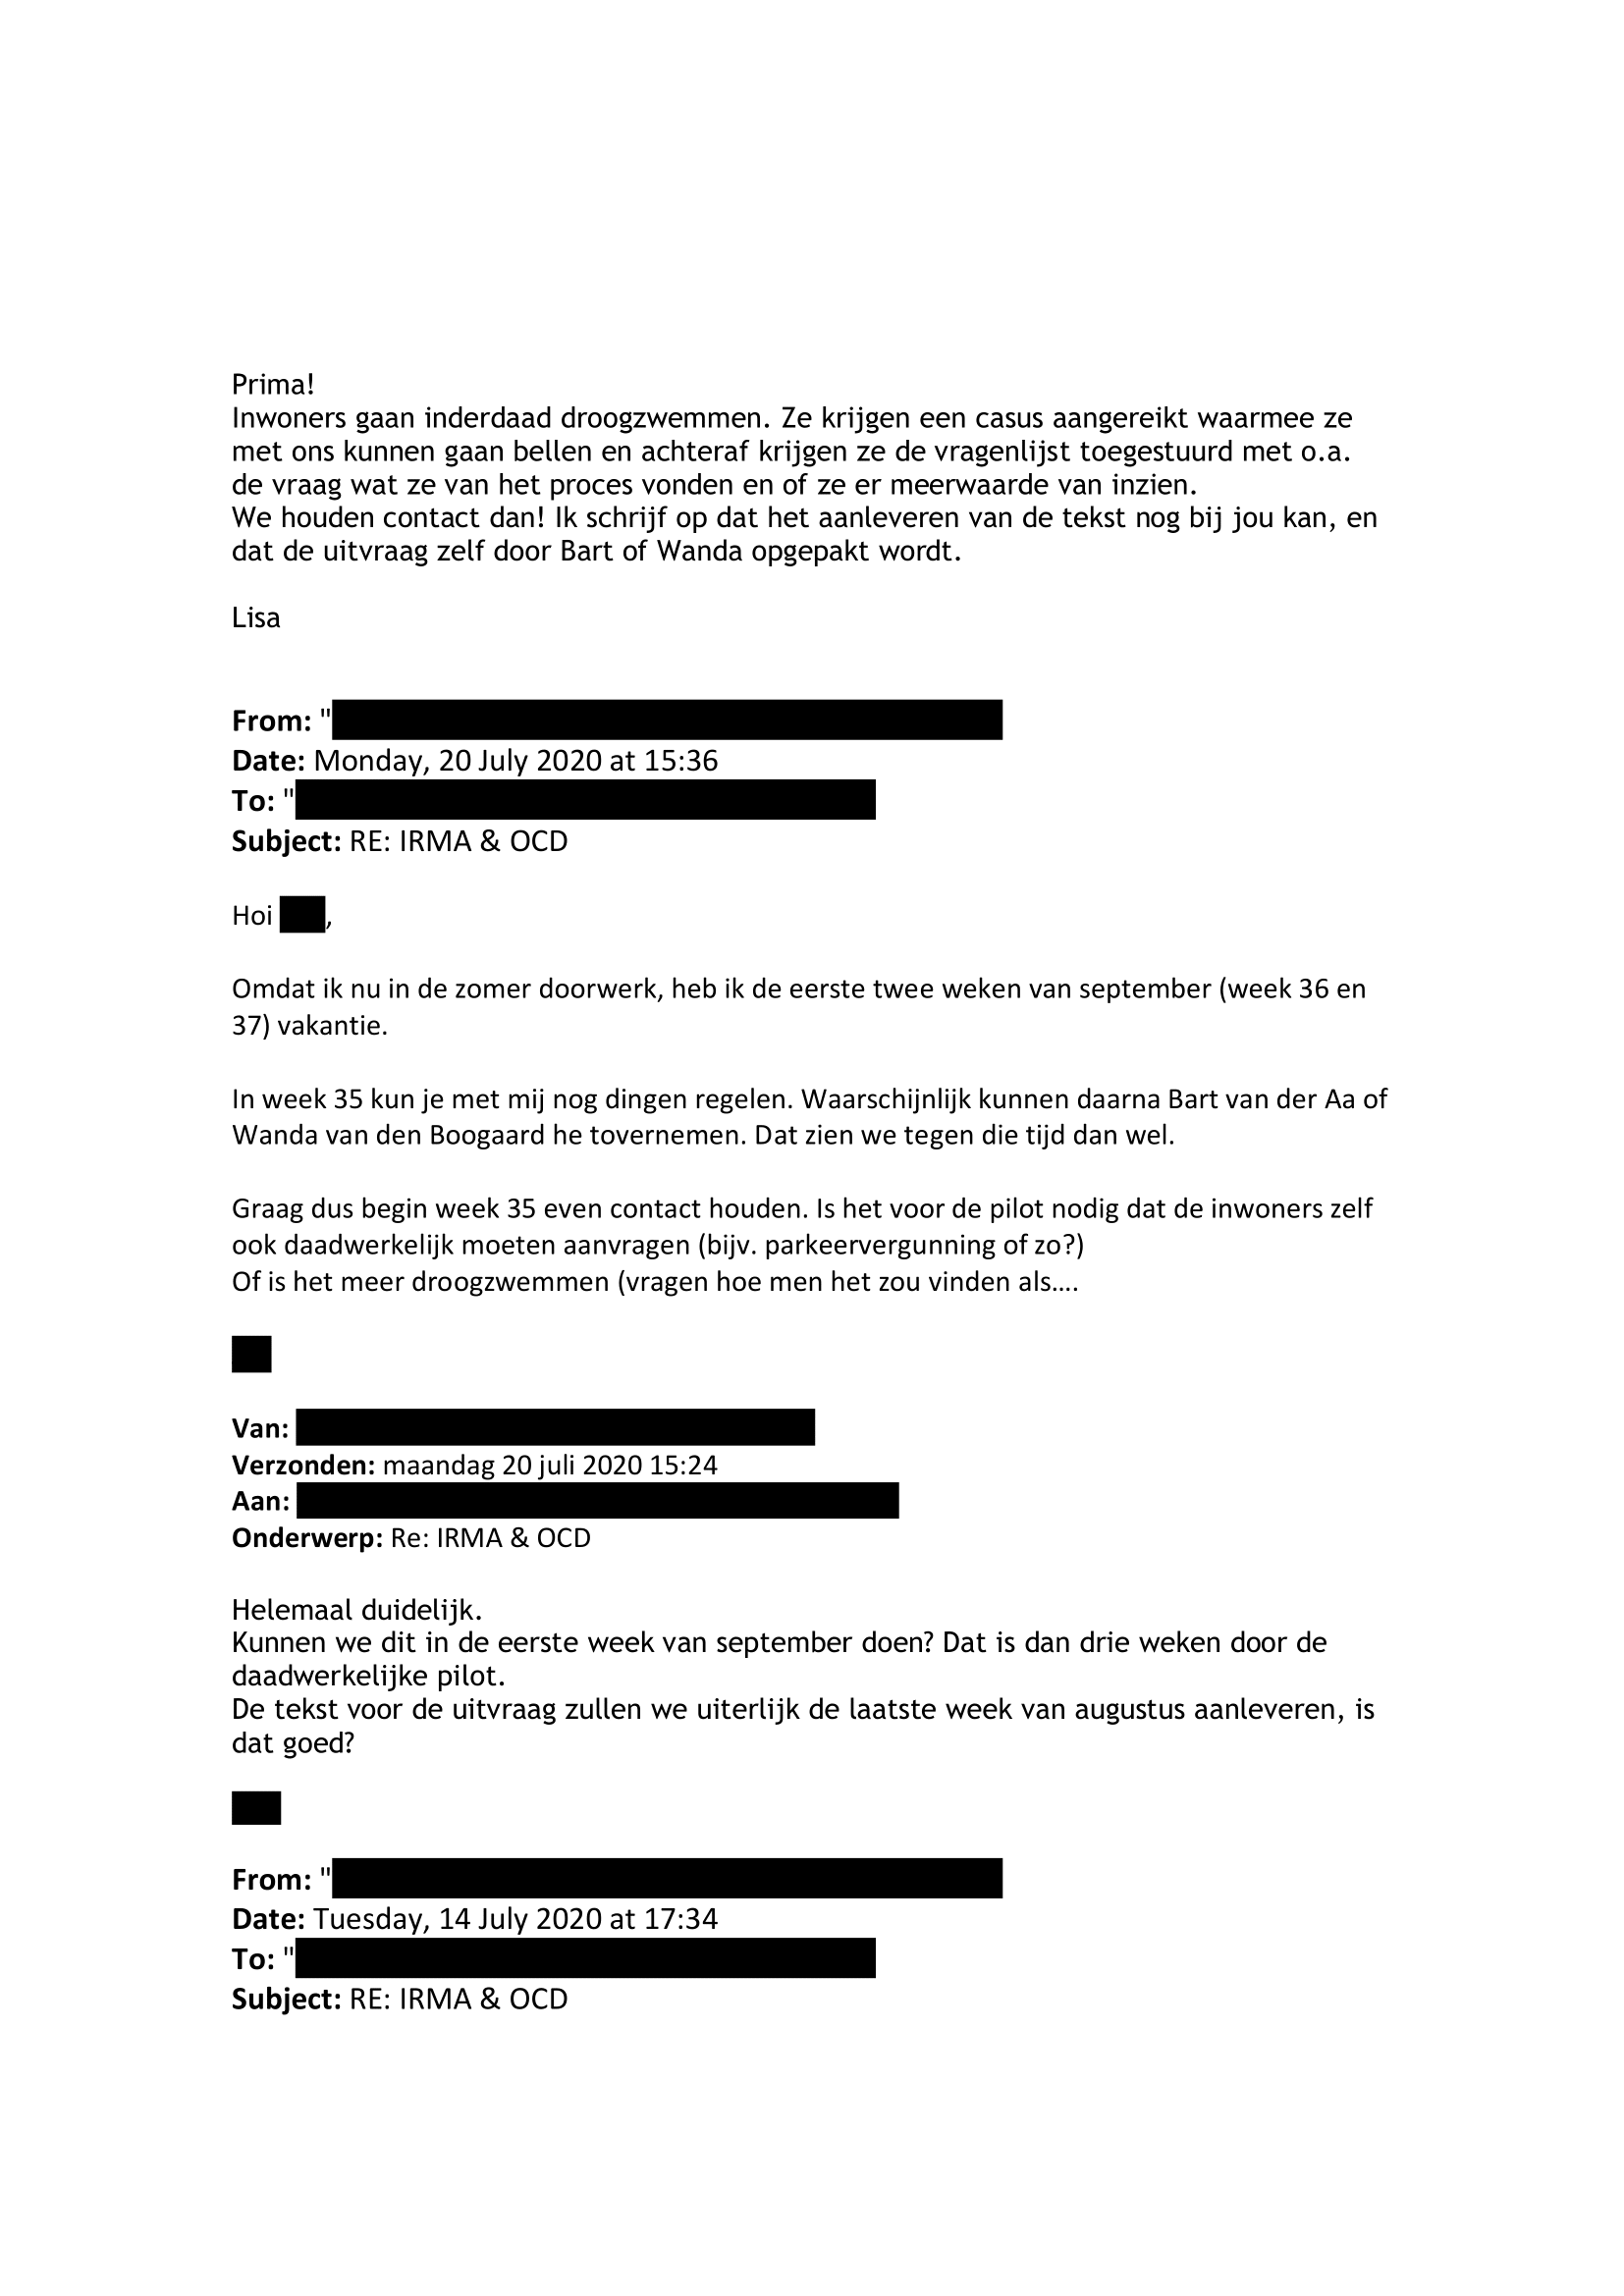 Prima!
Inwoners gaan inderdaad droogzwemmen. Ze krijgen een casus aangereikt waarmee ze
met ons kunnen gaan bellen en achteraf krijgen ze de vragenlijst toegestuurd met o.a.
de vraag wat ze van het proces vonden en of ze er meerwaarde van inzien.
We houden contact dan! Ik schrijf op dat het aanleveren van de tekst nog bij jou kan, en
dat de uitvraag zelf door Bart of Wanda opgepakt wordt.
Lisa
From: "
Date: Monday, 20 July 2020 at 15:36
To: "
Subject: RE: IRMA & OCD
Hoi ,
Omdat ik nu in de zomer doorwerk, heb ik de eerste twee weken van september (week 36 en
37) vakantie.
In week 35 kun je met mij nog dingen regelen. Waarschijnlijk kunnen daarna Bart van der Aa of
Wanda van den Boogaard he tovernemen. Dat zien we tegen die tijd dan wel.
Graag dus begin week 35 even contact houden. Is het voor de pilot nodig dat de inwoners zelf
ook daadwerkelijk moeten aanvragen (bijv. parkeervergunning of zo?)
Of is het meer droogzwemmen (vragen hoe men het zou vinden als….
Van:
Verzonden: maandag 20 juli 2020 15:24
Aan:
Onderwerp: Re: IRMA & OCD
Helemaal duidelijk.
Kunnen we dit in de eerste week van september doen? Dat is dan drie weken door de
daadwerkelijke pilot.
De tekst voor de uitvraag zullen we uiterlijk de laatste week van augustus aanleveren, is
dat goed?
From: "
Date: Tuesday, 14 July 2020 at 17:34
To: "
Subject: RE: IRMA & OCD